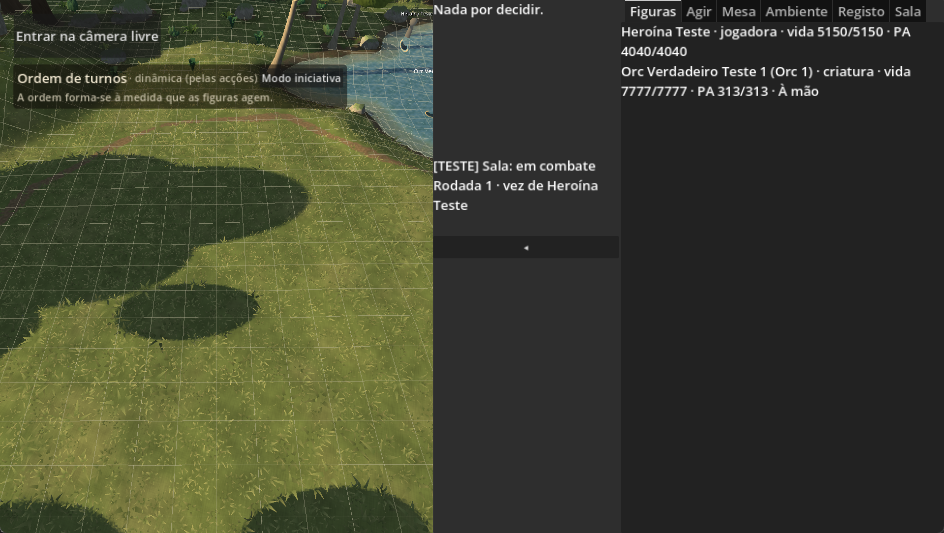 Entrar na câmera livre
Ordem de turnos · dinâmica (pelas acções) Modo iniciativa
A ordem forma-se à medida que as figuras agem.
Nada por decidir.
[TESTE] Sala: em combate
Rodada 1 · vez de Heroína
Teste
Figuras Agir Mesa Ambiente Registo Sala
Heroína Teste · jogadora · vida 5150/5150 · PA
4040/4040
Orc Verdadeiro Teste 1 (Orc 1) · criatura · vida
7777/7777 · PA 313/313 · À mão